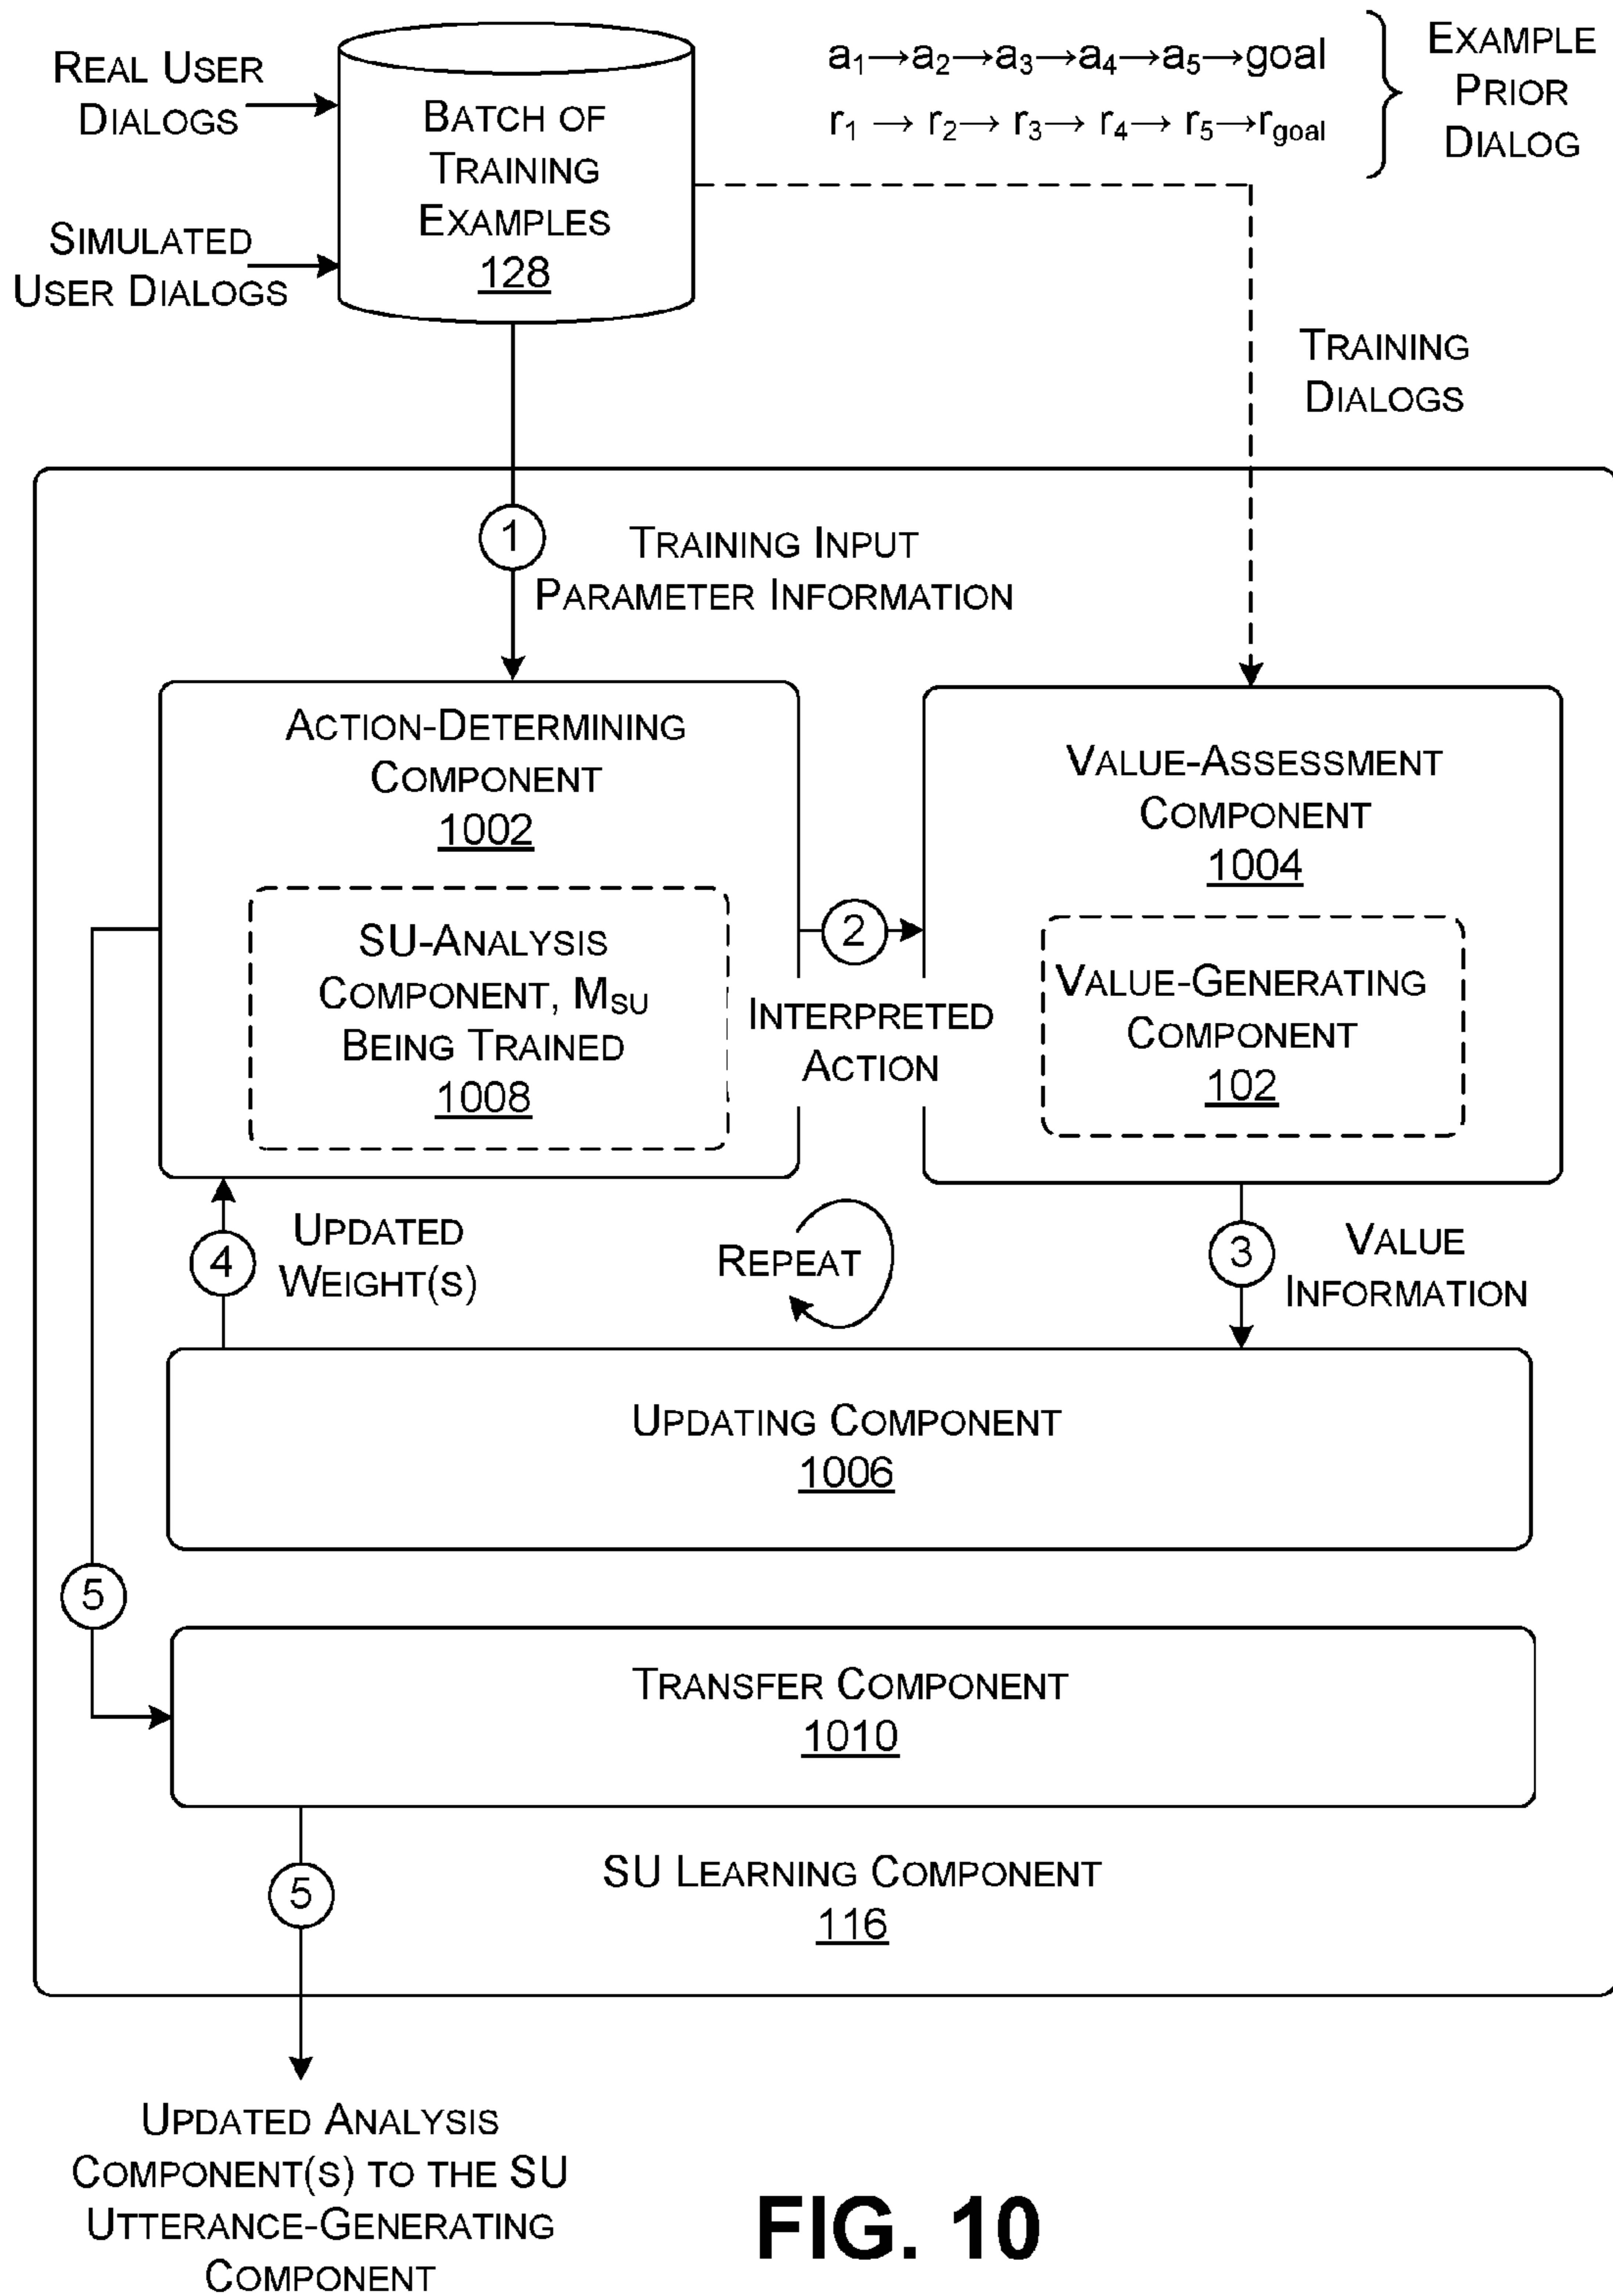 REAL USER
DIALOGS
SIMULATED
USER DIALOGS
BATCH OF
TRAINING
EXAMPLES
128
a1→a2→a3→a4→a5→goal
r1 → r2→ r3→ r4→ r5→rgoal
EXAMPLE
PRIOR
DIALOG
TRAINING
DIALOGS
1
TRAINING INPUT
PARAMETER INFORMATION
ACTION-DETERMINING
COMPONENT
1002
SU-ANALYSIS
COMPONENT, MSU
BEING TRAINED
1008
2
INTERPRETED
ACTION
VALUE-ASSESSMENT
COMPONENT
1004
VALUE-GENERATING
COMPONENT
102
4
UPDATED
WEIGHT(S)
REPEAT
3
VALUE
INFORMATION
UPDATING COMPONENT
1006
5
TRANSFER COMPONENT
1010
5
SU LEARNING COMPONENT
116
UPDATED ANALYSIS
COMPONENT(S) TO THE SU
UTTERANCE-GENERATING
COMPONENT
FIG. 10